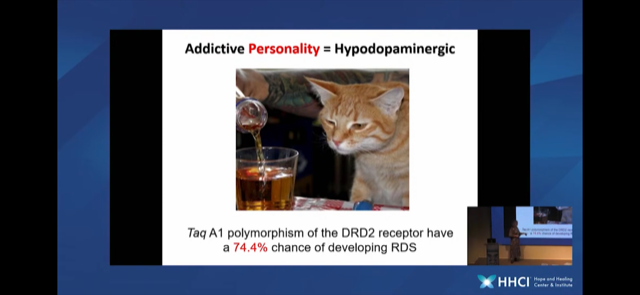 Addictive Personality = Hypodopaminergic
Taq A1 polymorphism of the DRD2 receptor have
a 74.4% chance of developing RDS
HHCI Hope and Healing
Center & Institute